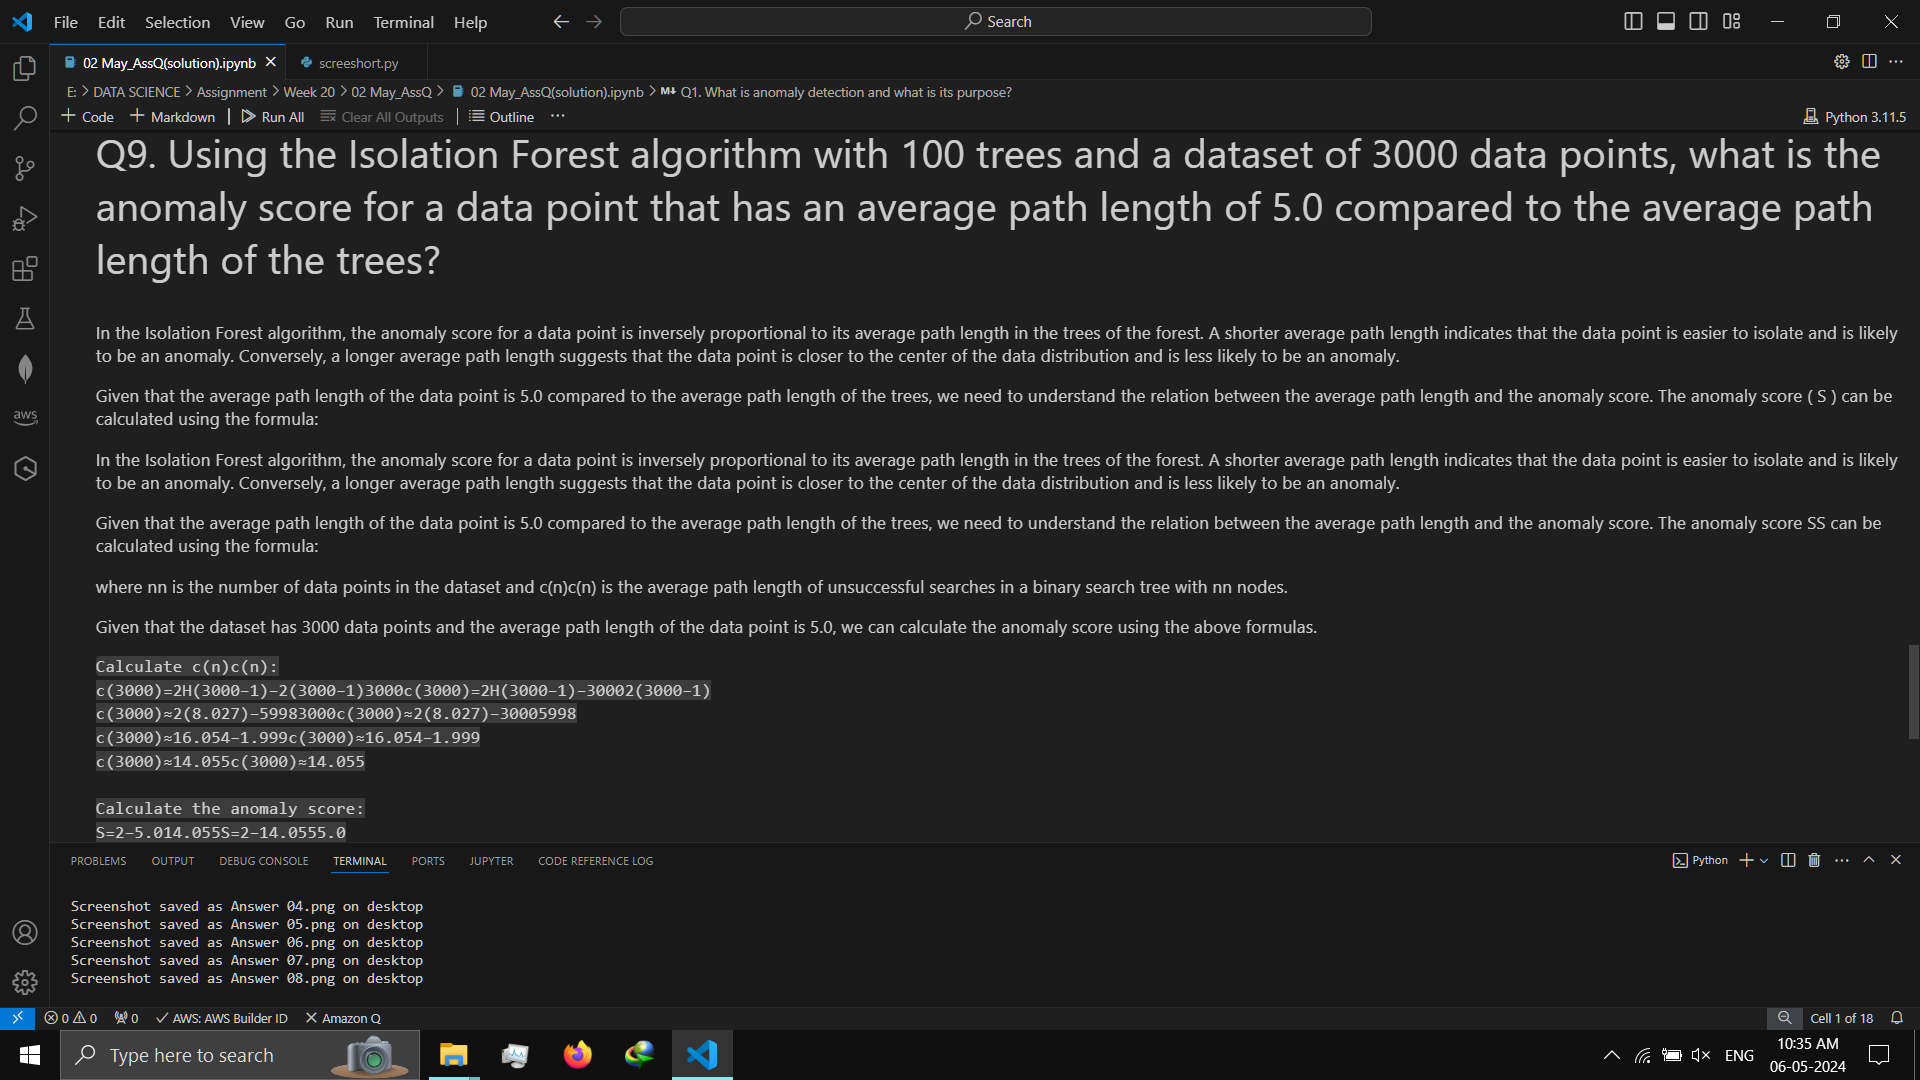 File Edit Selection View Go Run Terminal Help
Search
02 May_AssQ(solution).ipynb
screeshort.py
E: > DATA SCIENCE > Assignment > Week 20 > 02 May_AssQ > 02 May_AssQ(solution).ipynb > M↓ Q1. What is anomaly detection and what is its purpose?
+ Code + Markdown | Run All Clear All Outputs | Outline ...
Python 3.11.5
Q9. Using the Isolation Forest algorithm with 100 trees and a dataset of 3000 data points, what is the
anomaly score for a data point that has an average path length of 5.0 compared to the average path
length of the trees?
In the Isolation Forest algorithm, the anomaly score for a data point is inversely proportional to its average path length in the trees of the forest. A shorter average path length indicates that the data point is easier to isolate and is likely
to be an anomaly. Conversely, a longer average path length suggests that the data point is closer to the center of the data distribution and is less likely to be an anomaly.
Given that the average path length of the data point is 5.0 compared to the average path length of the trees, we need to understand the relation between the average path length and the anomaly score. The anomaly score ( S ) can be
calculated using the formula:
In the Isolation Forest algorithm, the anomaly score for a data point is inversely proportional to its average path length in the trees of the forest. A shorter average path length indicates that the data point is easier to isolate and is likely
to be an anomaly. Conversely, a longer average path length suggests that the data point is closer to the center of the data distribution and is less likely to be an anomaly.
Given that the average path length of the data point is 5.0 compared to the average path length of the trees, we need to understand the relation between the average path length and the anomaly score. The anomaly score SS can be
calculated using the formula:
where nn is the number of data points in the dataset and c(n)c(n) is the average path length of unsuccessful searches in a binary search tree with nn nodes.
Given that the dataset has 3000 data points and the average path length of the data point is 5.0, we can calculate the anomaly score using the above formulas.
Calculate c(n)c(n):
c(3000)=2H(3000−1)−2(3000−1)3000c(3000)=2H(3000−1)−30002(3000−1)
c(3000)≈2(8.027)−59983000c(3000)≈2(8.027)−30005998
c(3000)≈16.054−1.999c(3000)≈16.054−1.999
c(3000)≈14.055c(3000)≈14.055
Calculate the anomaly score:
S=2−5.014.055S=2−14.0555.0
aws
PROBLEMS OUTPUT DEBUG CONSOLE TERMINAL PORTS JUPYTER CODE REFERENCE LOG
Python
Screenshot saved as Answer 04.png on desktop
Screenshot saved as Answer 05.png on desktop
Screenshot saved as Answer 06.png on desktop
Screenshot saved as Answer 07.png on desktop
Screenshot saved as Answer 08.png on desktop
0 0 0 AWS: AWS Builder ID Amazon Q
Cell 1 of 18
Type here to search
ENG
10:35 AM
06-05-2024